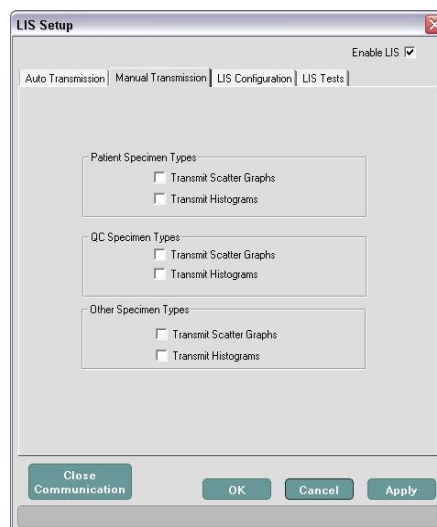 LIS Setup
Enable LIS
Auto Transmission Manual Transmission LIS Configuration LIS Tests
Patient Specimen Types
Transmit Scatter Graphs
Transmit Histograms
QC Specimen Types
Transmit Scatter Graphs
Transmit Histograms
Other Specimen Types
Transmit Scatter Graphs
Transmit Histograms
Close
Communication
OK Cancel Apply